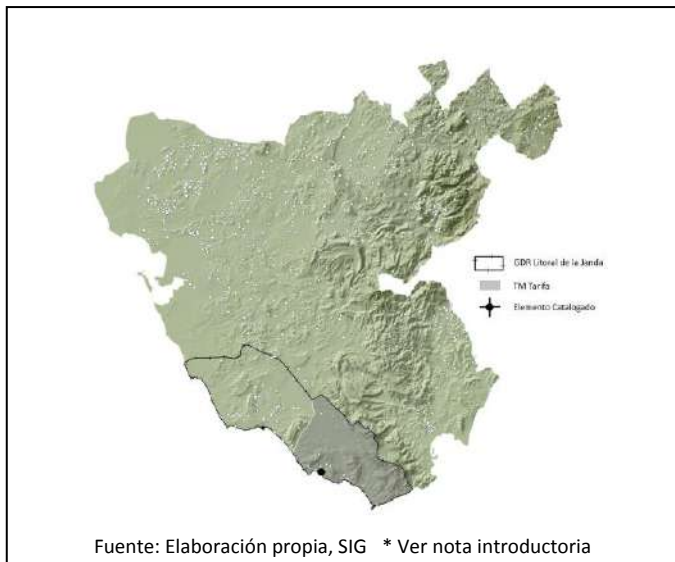 GDR Litoral de la Janda
TM Tarifa
Elemento Catalogado
Fuente: Elaboración propia, SIG * Ver nota introductoria